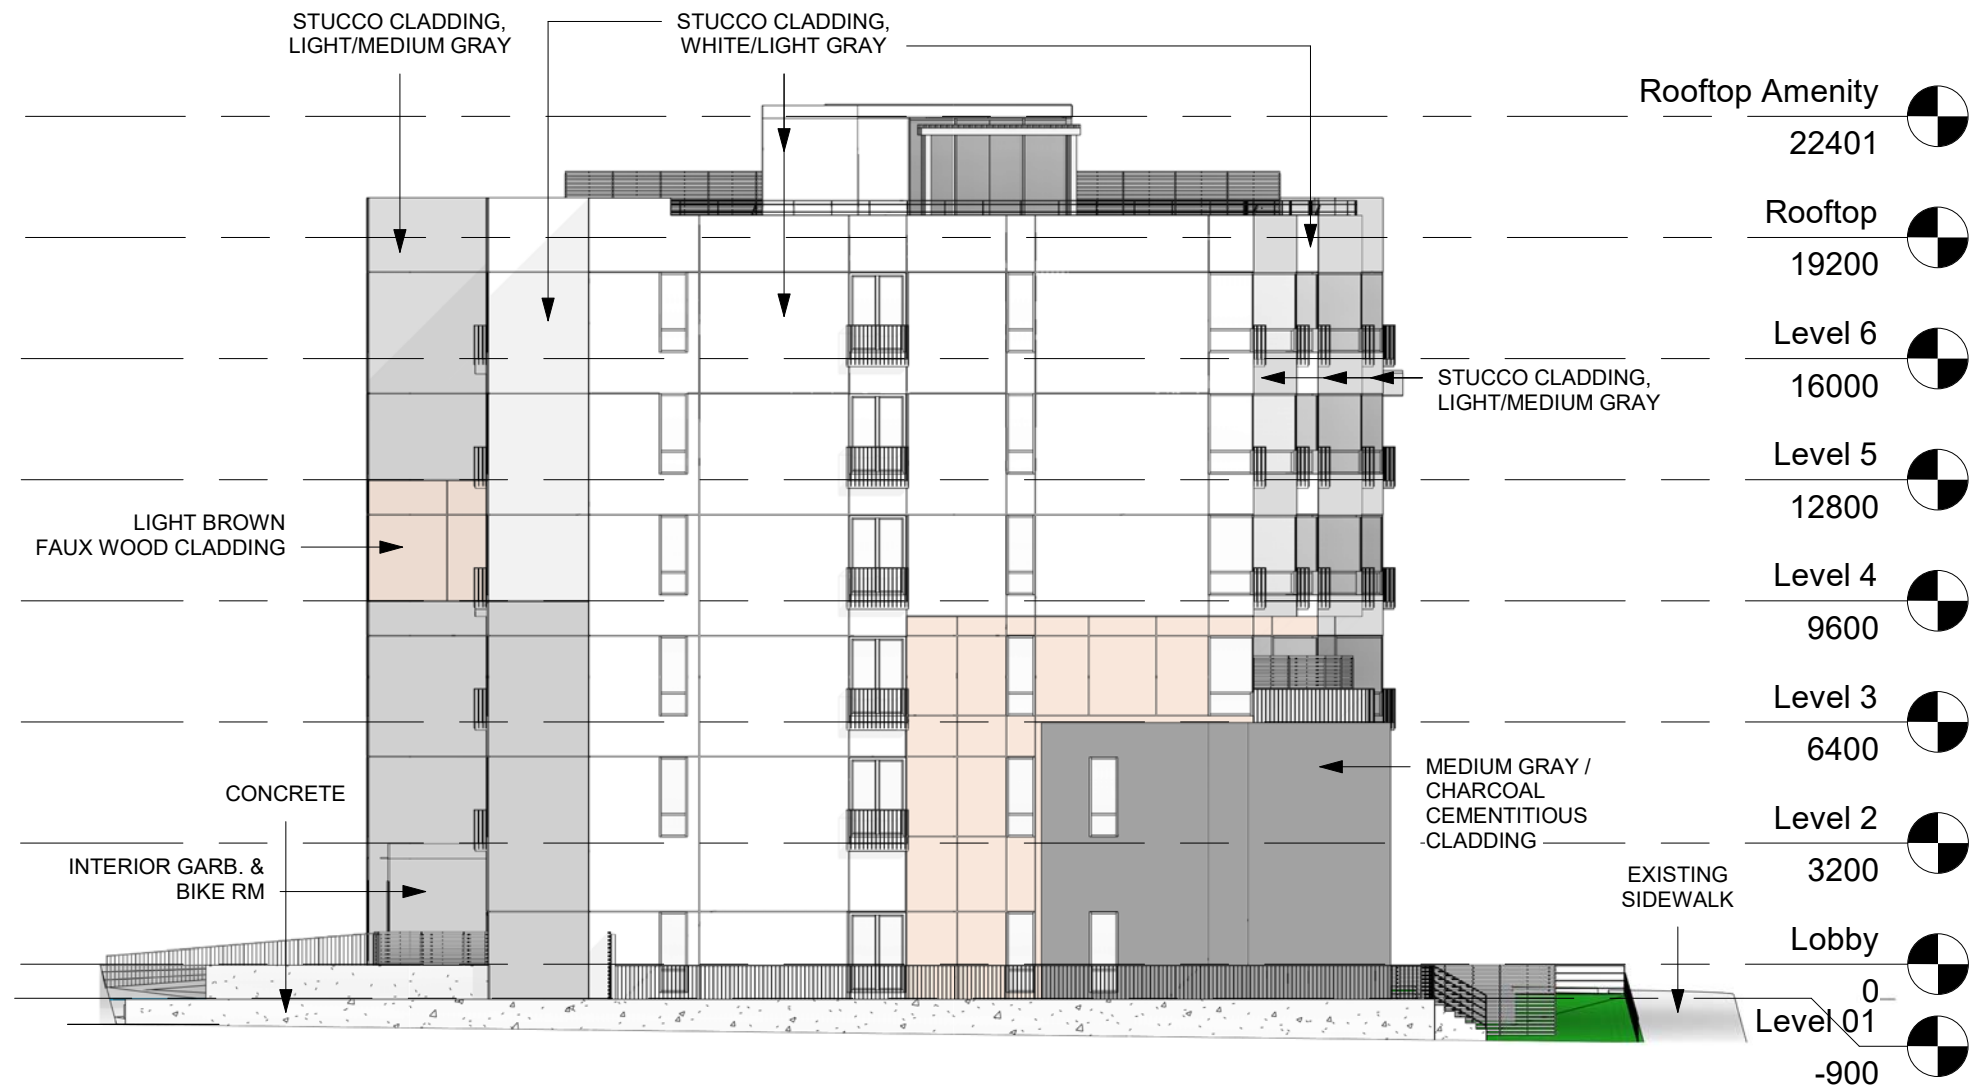 STUCCO CLADDING,
LIGHT/MEDIUM GRAY
STUCCO CLADDING,
WHITE/LIGHT GRAY
Rooftop Amenity
22401
Rooftop
19200
Level 6
16000
STUCCO CLADDING,
LIGHT/MEDIUM GRAY
Level 5
12800
LIGHT BROWN
FAUX WOOD CLADDING
Level 4
9600
Level 3
6400
MEDIUM GRAY /
CHARCOAL
CEMENTITIOUS
CLADDING
CONCRETE
Level 2
3200
INTERIOR GARB. &
BIKE RM
EXISTING
SIDEWALK
Lobby
0
Level 01
-900